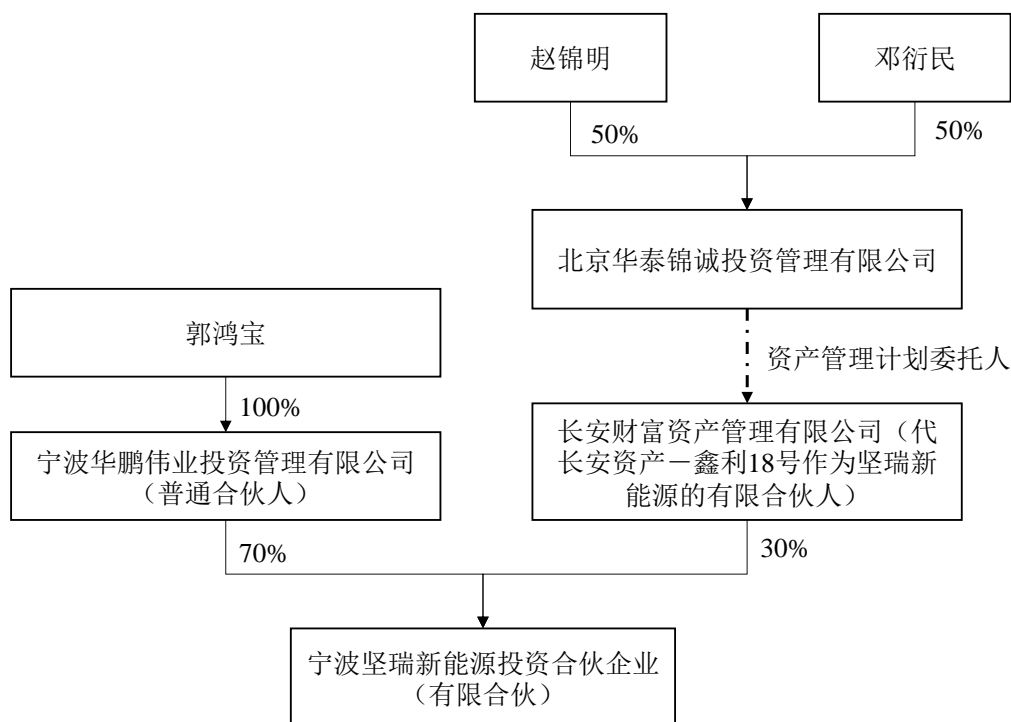 赵锦明
邓衍民
50%
50%
北京华泰锦诚投资管理有限公司
郭鸿宝
资产管理计划委托人
100%
宁波华鹏伟业投资管理有限公司
（普通合伙人）
长安财富资产管理有限公司（代
长安资产－鑫利18号作为坚瑞新
能源的有限合伙人）
70%
30%
宁波坚瑞新能源投资合伙企业
（有限合伙）